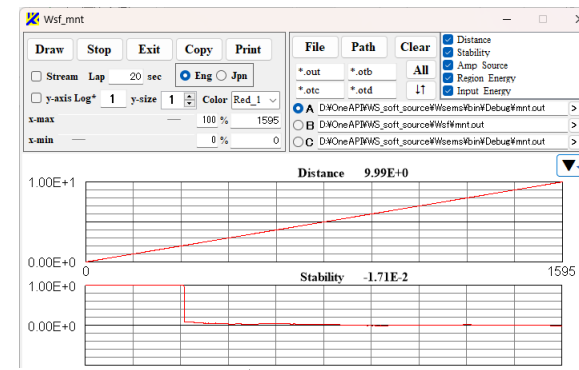 Wsf_mnt
Draw Stop Exit Copy Print
Stream Lap 20 sec Eng Jpn
y-axis Log* 1 y-size 1 Color Red_1
x-max 100 % 1595
x-min 0 % 0
File Path Clear
*.out *.otb All
*.otc *.otd ↓↑
Distance
Stability
Amp Source
Region Energy
Input Energy
A D:¥OneAPI¥WS_soft_source¥Wsems¥bin¥Debug¥mnt.out >
B D:¥OneAPI¥WS_soft_source¥Wsf¥mnt.out >
C D:¥OneAPI¥WS_soft_source¥Wsems¥bin¥Debug¥mnt.out >
Distance 9.99E+0
1.00E+1
0.00E+0
0 1595
Stability -1.71E-2
1.00E+0
0.00E+0